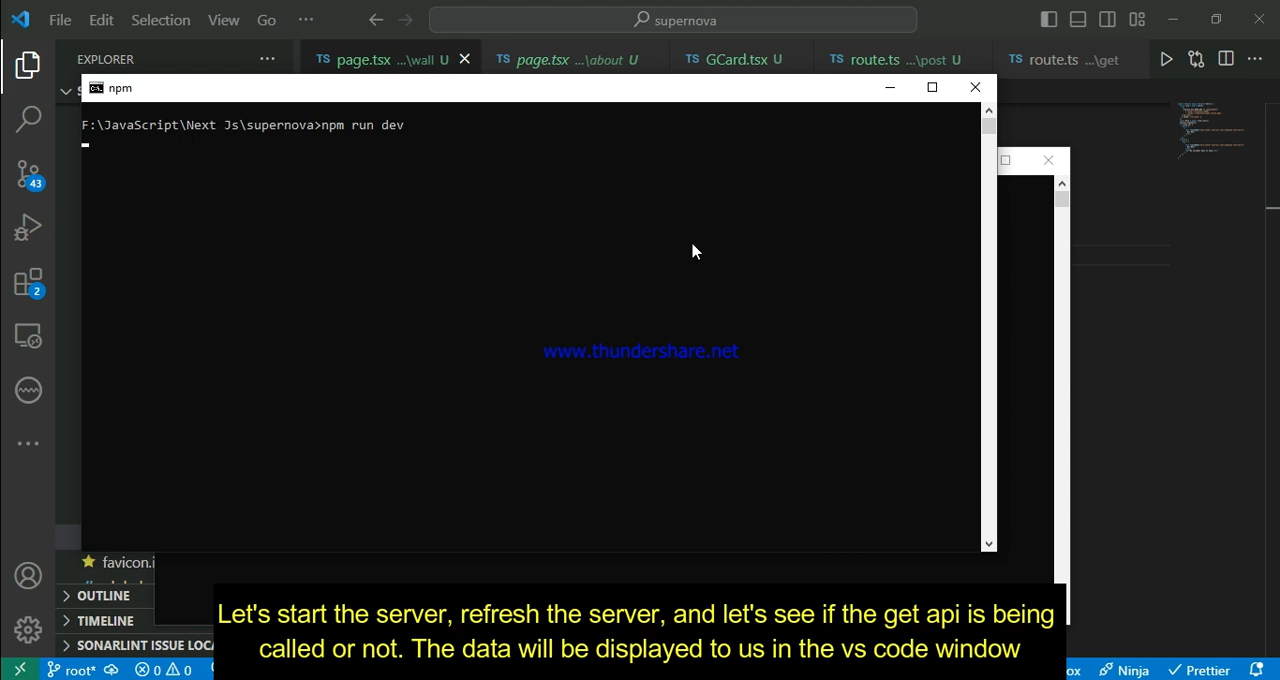 File Edit Selection View Go ··· supernova
EXPLORER ··· TS page.tsx ...\wall U TS page.tsx ...\about U TS GCard.tsx U TS route.ts ...\post U TS route.ts ...\get ···
npm
F:\JavaScript\Next Js\supernova>npm run dev
43
2
www.thundershare.net
favicon.i
OUTLINE
TIMELINE
SONARLINT ISSUE LOCA
Let's start the server, refresh the server, and let's see if the get api is being
called or not. The data will be displayed to us in the vs code window
root* 0 0 ox Ninja Prettier